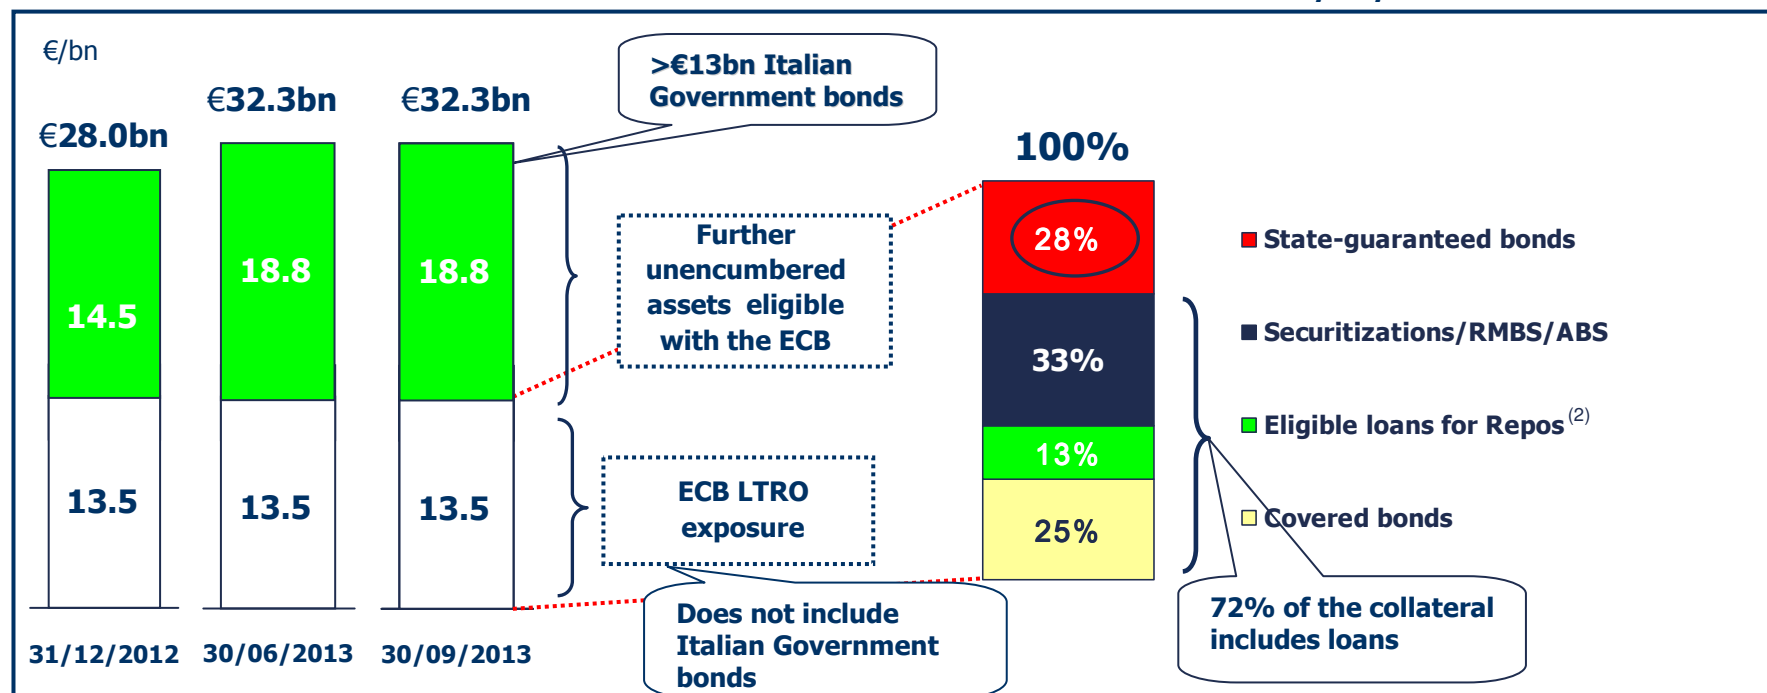 €/bn
>€13bn Italian
Government bonds
€32.3bn
€32.3bn
€28.0bn
100%
14.5
18.8
18.8
13.5
13.5
13.5
Further
unencumbered
assets eligible
with the ECB
ECB LTRO
exposure
28%
33%
13%
25%
State-guaranteed bonds
Securitizations/RMBS/ABS
Eligible loans for Repos (2)
Covered bonds
Does not include
Italian Government
bonds
72% of the collateral
includes loans
31/12/2012
30/06/2013
30/09/2013